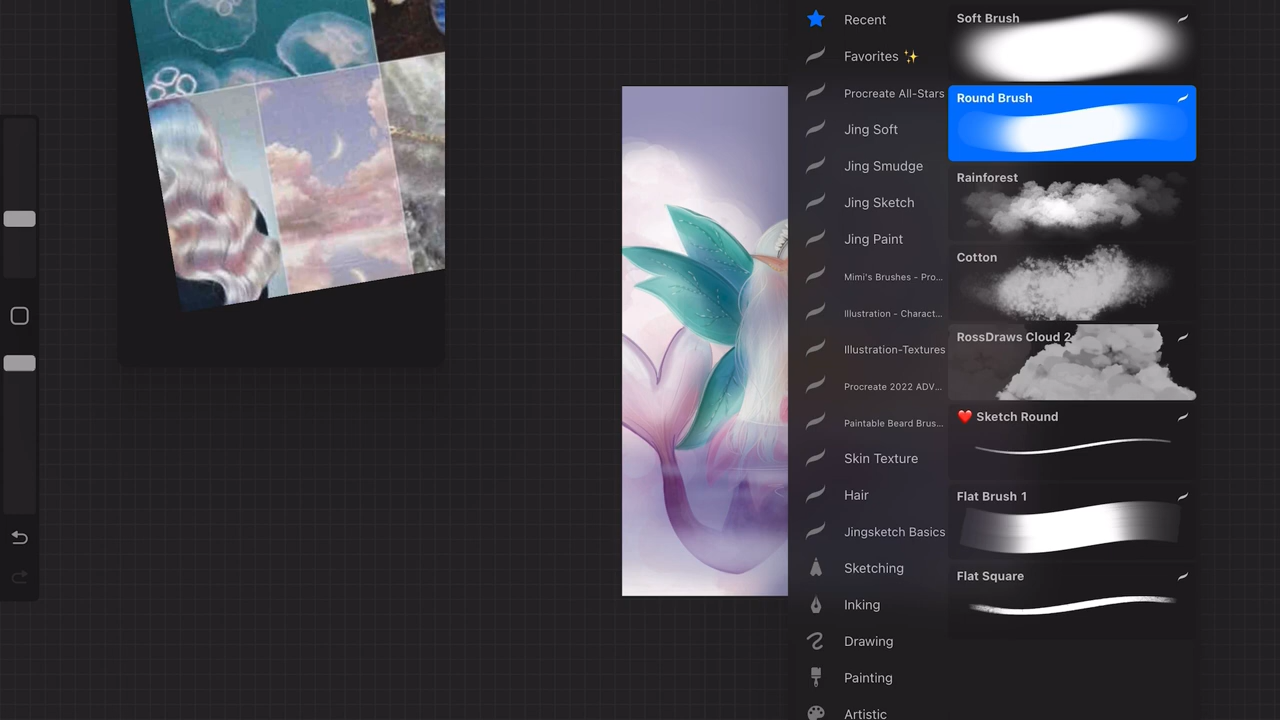 Recent
Favorites ✨
Procreate All-Stars
Jing Soft
Jing Smudge
Jing Sketch
Jing Paint
Mimi's Brushes - Pro...
Illustration - Charact...
Illustration-Textures
Procreate 2022 ADV...
Paintable Beard Brus...
Skin Texture
Hair
Jingsketch Basics
Sketching
Inking
Drawing
Painting
Artistic
Soft Brush
Round Brush
Rainforest
Cotton
RossDraws Cloud 2
❤️ Sketch Round
Flat Brush 1
Flat Square